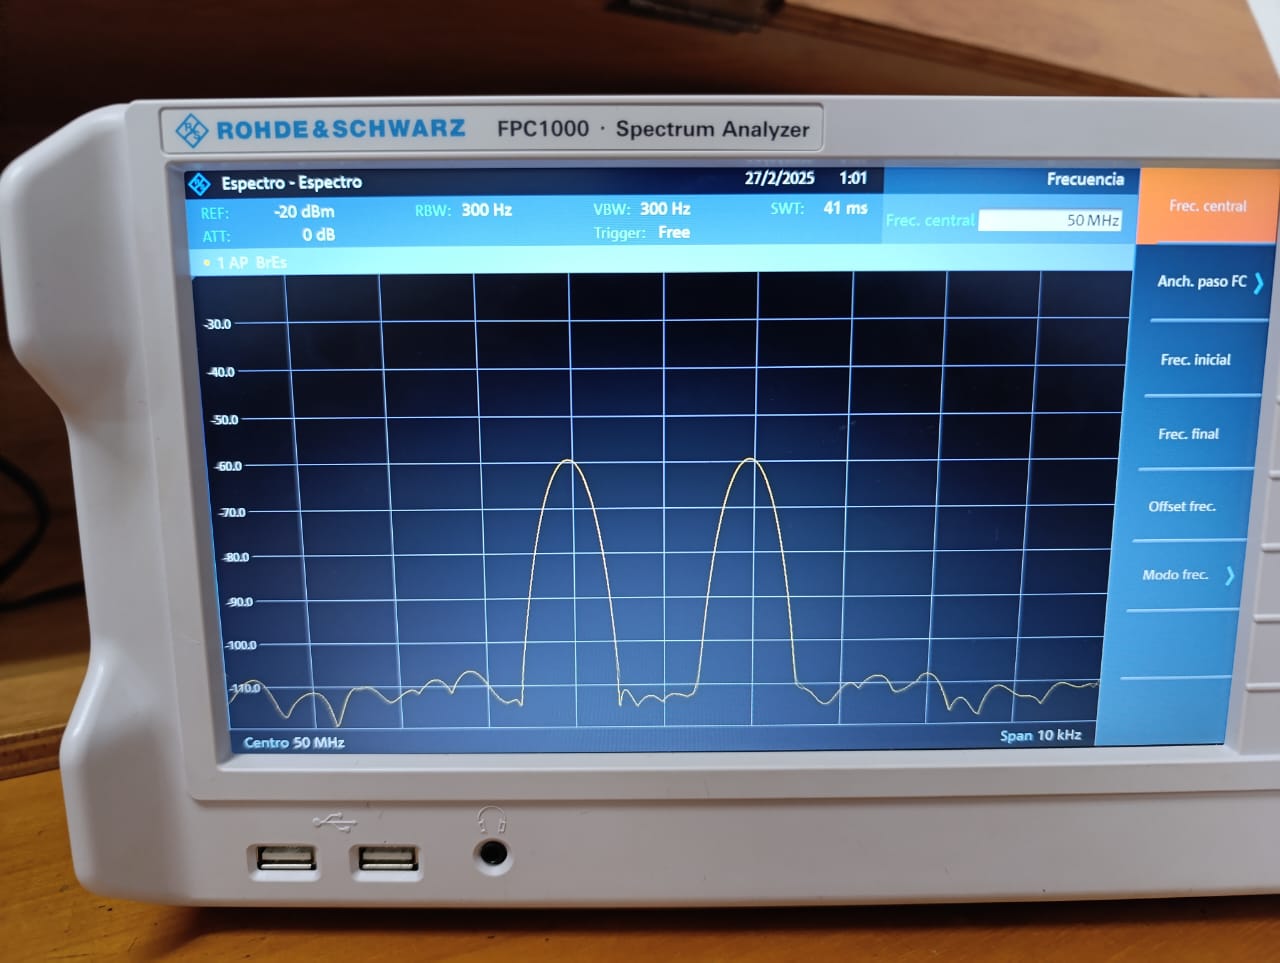 ROHDE&SCHWARZ FPC1000 · Spectrum Analyzer
Espectro - Espectro 27/2/2025 1:01 Frecuencia
REF: -20 dBm RBW: 300 Hz VBW: 300 Hz SWT: 41 ms Frec. central 50 MHz
ATT: 0 dB Trigger: Free
1 AP BrEs
-30.0
-40.0
-50.0
-60.0
-70.0
-80.0
-90.0
-100.0
-110.0
Centro 50 MHz Span 10 kHz
Frec. central
Anch. paso FC
Frec. inicial
Frec. final
Offset frec.
Modo frec.